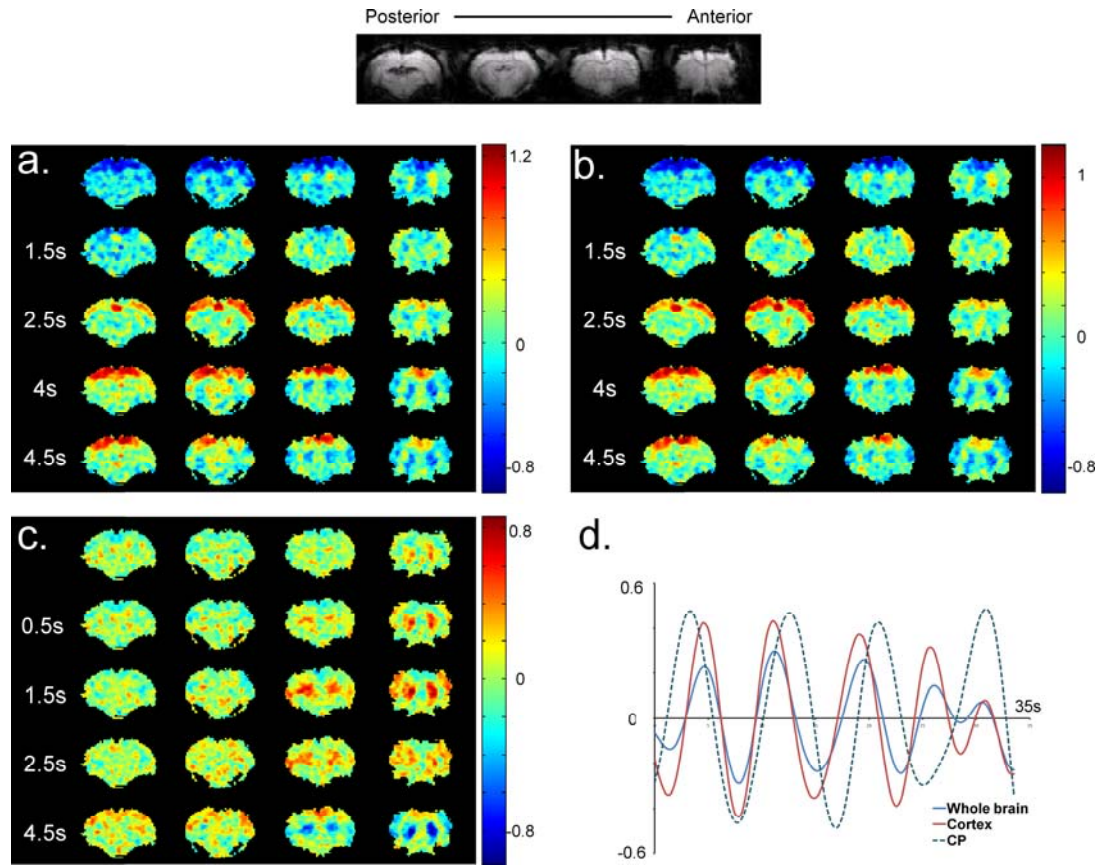 Posterior
Anterior
a.
1.5s
2.5s
4s
4.5s
1.2
0
-0.8
b.
1.5s
2.5s
4s
4.5s
1
0
-0.8
c.
0.5s
1.5s
2.5s
4.5s
0.8
0
-0.8
d.
0.6
0
-0.6
35s
Whole brain
Cortex
CP